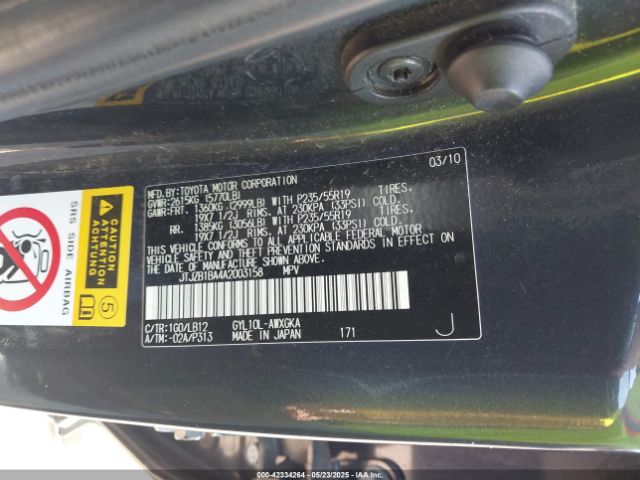 03/10
MFD.BY:TOYOTA MOTOR CORPORATION
GVWR:2615KG (5770LB)
GAWR:FRT. 1360KG (2999LB) WITH P235/55R19 TIRES,
19X7 1/2J RIMS, AT 230KPA (33PSI) COLD.
RR. 1385KG (3056LB) WITH P235/55R19 TIRES,
19X7 1/2J RIMS, AT 230KPA (33PSI) COLD.
THIS VEHICLE CONFORMS TO ALL APPLICABLE FEDERAL MOTOR
VEHICLE SAFETY AND THEFT PREVENTION STANDARDS IN EFFECT ON
THE DATE OF MANUFACTURE SHOWN ABOVE.
JTJZB1BA4A2003158 MPV
C/TR:1G0/LB12 GYL10L-AWXGKA
A/TM:-02A/P313 MADE IN JAPAN 171 J
SRS SIDE AIRBAG
CAUTION
ATTENTION
ACHTUNG
5
000-42334264 | 05/23/2025 | IAA Inc.